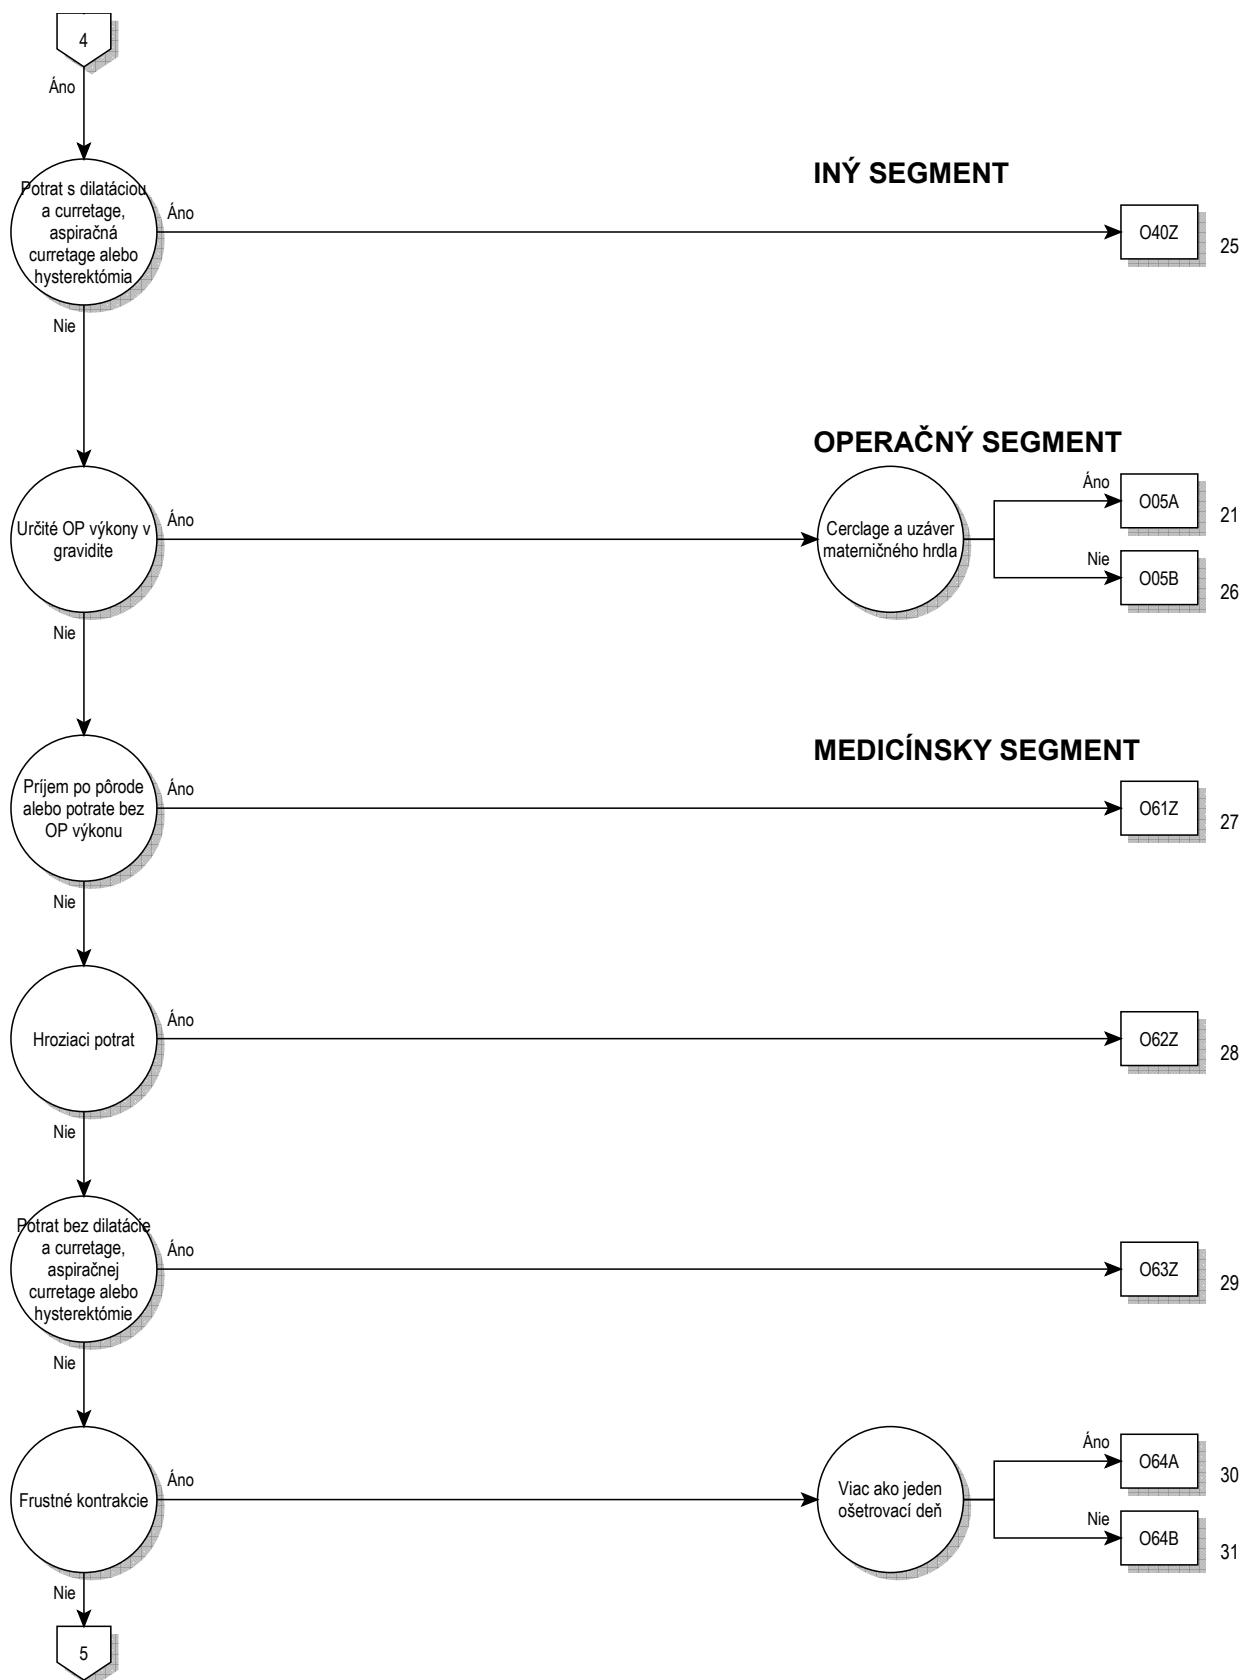 4
Áno
INÝ SEGMENT
Potrat s dilatáciou
a curretage,
aspiračná
curretage alebo
hysterektómia
Áno
O40Z
25
Nie
OPERAČNÝ SEGMENT
Určité OP výkony v
gravidite
Áno
Cerclage a uzáver
materničného hrdla
Áno
O05A
21
Nie
O05B
26
Nie
MEDICÍNSKY SEGMENT
Príjem po pôrode
alebo potrate bez
OP výkonu
Áno
O61Z
27
Nie
Hroziaci potrat
Áno
O62Z
28
Nie
Potrat bez dilatácie
a curretage,
aspiračnej
curretage alebo
hysterektómie
Áno
O63Z
29
Nie
Frustné kontrakcie
Áno
Viac ako jeden
ošetrovací deň
Áno
O64A
30
Nie
O64B
31
Nie
5